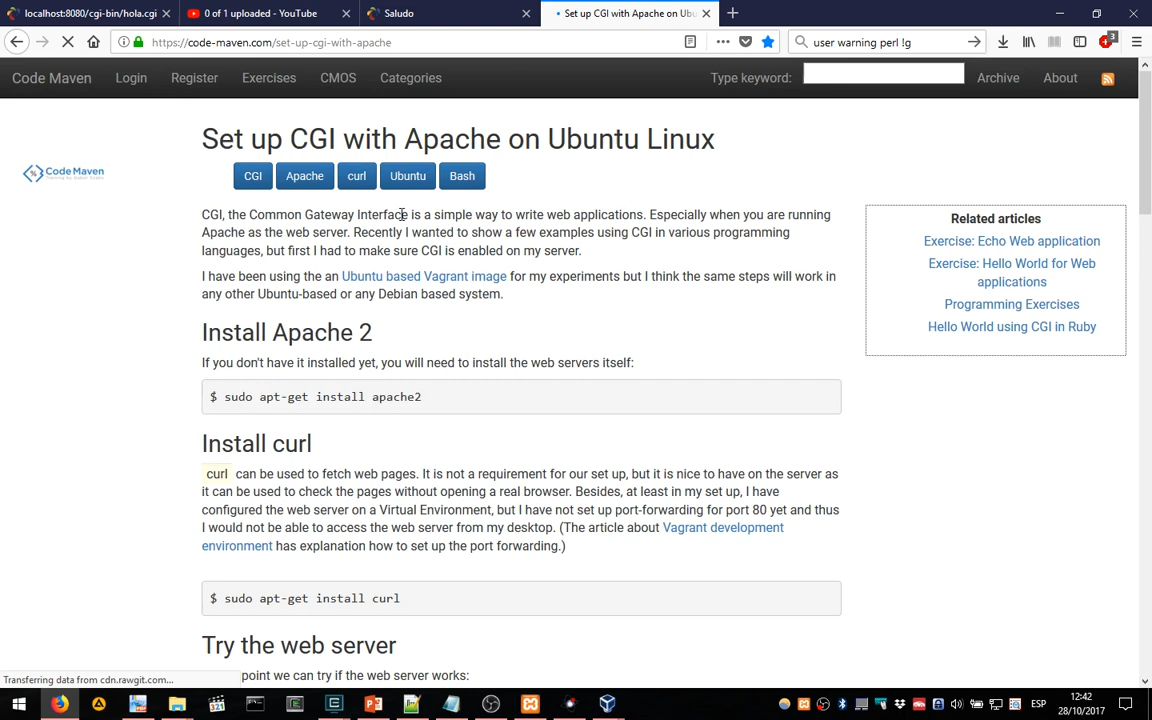 localhost:8080/cgi-bin/hola.cgi
0 of 1 uploaded - YouTube
Saludo
Set up CGI with Apache on Ubu
https://code-maven.com/set-up-cgi-with-apache
user warning perl !g
3
Code Maven
Login
Register
Exercises
CMOS
Categories
Type keyword:
Archive
About
Set up CGI with Apache on Ubuntu Linux
Code Maven
CGI
Apache
curl
Ubuntu
Bash
CGI, the Common Gateway Interface is a simple way to write web applications. Especially when you are running
Apache as the web server. Recently I wanted to show a few examples using CGI in various programming
languages, but first I had to make sure CGI is enabled on my server.
I have been using the an Ubuntu based Vagrant image for my experiments but I think the same steps will work in
any other Ubuntu-based or any Debian based system.
Related articles
Exercise: Echo Web application
Exercise: Hello World for Web
applications
Programming Exercises
Hello World using CGI in Ruby
Install Apache 2
If you don't have it installed yet, you will need to install the web servers itself:
$ sudo apt-get install apache2
Install curl
curl can be used to fetch web pages. It is not a requirement for our set up, but it is nice to have on the server as
it can be used to check the pages without opening a real browser. Besides, at least in my set up, I have
configured the web server on a Virtual Environment, but I have not set up port-forwarding for port 80 yet and thus
I would not be able to access the web server from my desktop. (The article about Vagrant development
environment has explanation how to set up the port forwarding.)
$ sudo apt-get install curl
Try the web server
point we can try if the web server works:
Transferring data from cdn.rawgit.com...
ESP
12:42
28/10/2017